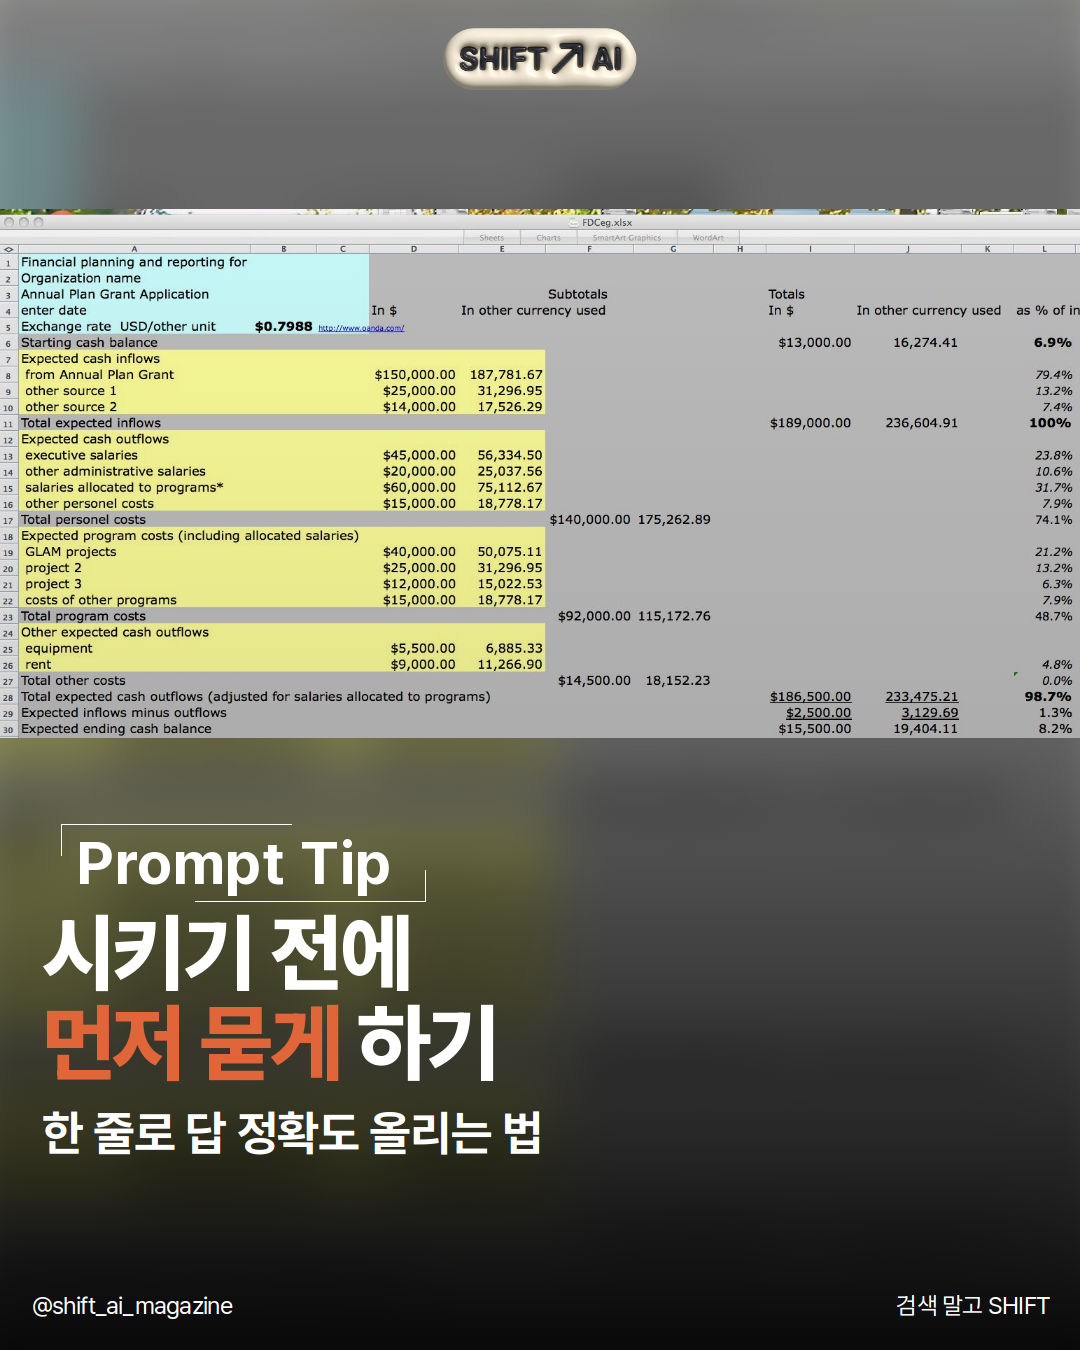 SHIFT AI
FDCeg.xlsx
Sheets Charts SmartArt Graphics WordArt
A B C D E F G H I J K L
1 Financial planning and reporting for
2 Organization name
3 Annual Plan Grant Application Subtotals Totals
4 enter date In $ In other currency used In $ In other currency used as % of in
5 Exchange rate USD/other unit $0.7988 http://www.oanda.com/
6 Starting cash balance $13,000.00 16,274.41 6.9%
7 Expected cash inflows
8 from Annual Plan Grant $150,000.00 187,781.67 79.4%
9 other source 1 $25,000.00 31,296.95 13.2%
10 other source 2 $14,000.00 17,526.29 7.4%
11 Total expected inflows $189,000.00 236,604.91 100%
12 Expected cash outflows
13 executive salaries $45,000.00 56,334.50 23.8%
14 other administrative salaries $20,000.00 25,037.56 10.6%
15 salaries allocated to programs* $60,000.00 75,112.67 31.7%
16 other personel costs $15,000.00 18,778.17 7.9%
17 Total personel costs $140,000.00 175,262.89 74.1%
18 Expected program costs (including allocated salaries)
19 GLAM projects $40,000.00 50,075.11 21.2%
20 project 2 $25,000.00 31,296.95 13.2%
21 project 3 $12,000.00 15,022.53 6.3%
22 costs of other programs $15,000.00 18,778.17 7.9%
23 Total program costs $92,000.00 115,172.76 48.7%
24 Other expected cash outflows
25 equipment $5,500.00 6,885.33
26 rent $9,000.00 11,266.90 4.8%
27 Total other costs $14,500.00 18,152.23 0.0%
28 Total expected cash outflows (adjusted for salaries allocated to programs) $186,500.00 233,475.21 98.7%
29 Expected inflows minus outflows $2,500.00 3,129.69 1.3%
30 Expected ending cash balance $15,500.00 19,404.11 8.2%
Prompt Tip
시키기 전에
먼저 묻게 하기
한 줄로 답 정확도 올리는 법
@shift_ai_magazine 검색 말고 SHIFT